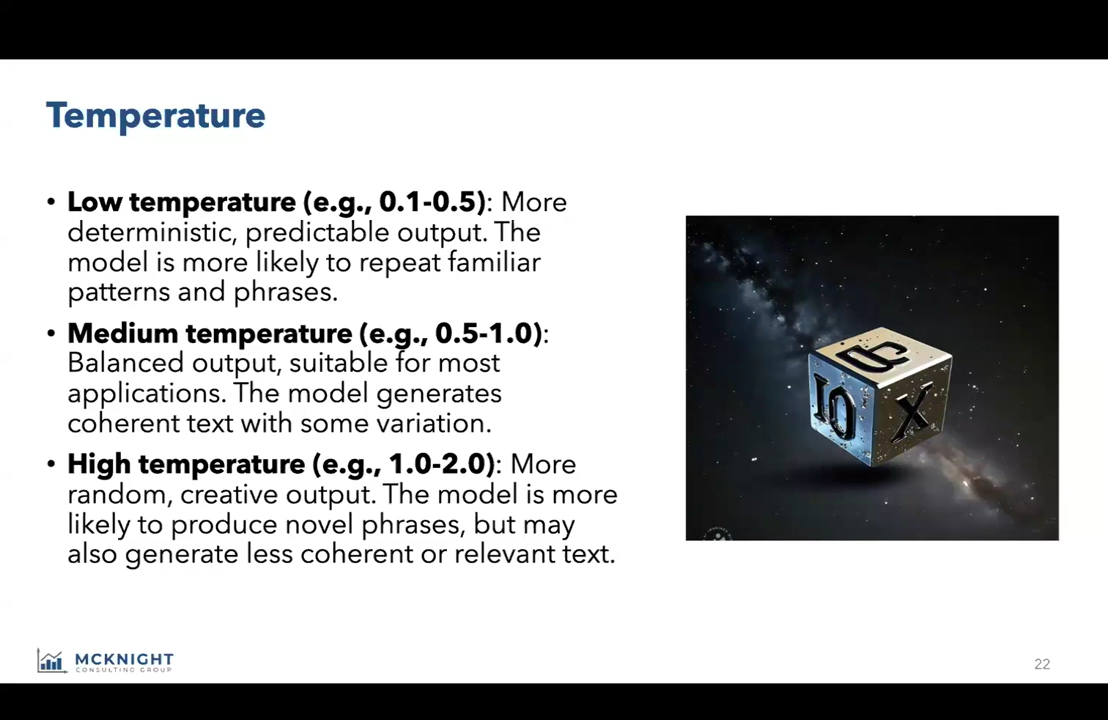 Temperature
• Low temperature (e.g., 0.1-0.5): More
deterministic, predictable output. The
model is more likely to repeat familiar
patterns and phrases.
• Medium temperature (e.g., 0.5-1.0):
Balanced output, suitable for most
applications. The model generates
coherent text with some variation.
• High temperature (e.g., 1.0-2.0): More
random, creative output. The model is more
likely to produce novel phrases, but may
also generate less coherent or relevant text.
IO
X
MCKNIGHT
CONSULTING GROUP
22